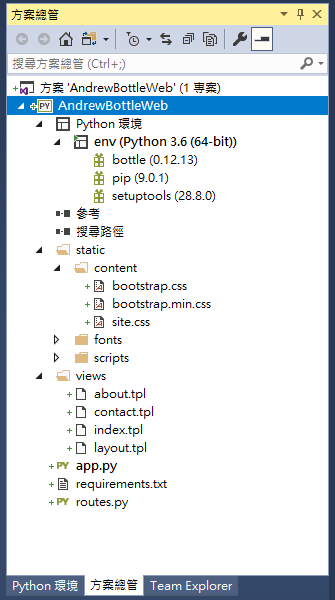 方案總管
搜尋方案總管 (Ctrl+;)
方案 'AndrewBottleWeb' (1 專案)
PY AndrewBottleWeb
Python 環境
env (Python 3.6 (64-bit))
bottle (0.12.13)
pip (9.0.1)
setuptools (28.8.0)
參考
搜尋路徑
static
content
bootstrap.css
bootstrap.min.css
site.css
fonts
scripts
views
about.tpl
contact.tpl
index.tpl
layout.tpl
PY app.py
requirements.txt
PY routes.py
Python 環境 方案總管 Team Explorer